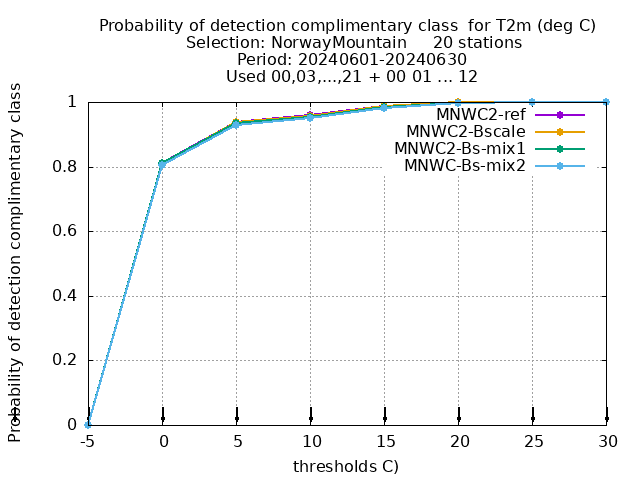 Probability of detection complimentary class  for T2m (deg C)
Selection: NorwayMountain     20 stations
Period: 20240601-20240630
Used 00,03,...,21 + 00 01 ... 12
Probability of detection complimentary class
1
0.8
0.6
0.4
0.2
0
MNWC2-ref
MNWC2-Bscale
MNWC2-Bs-mix1
MNWC-Bs-mix2
-5 0 5 10 15 20 25 30
thresholds C)